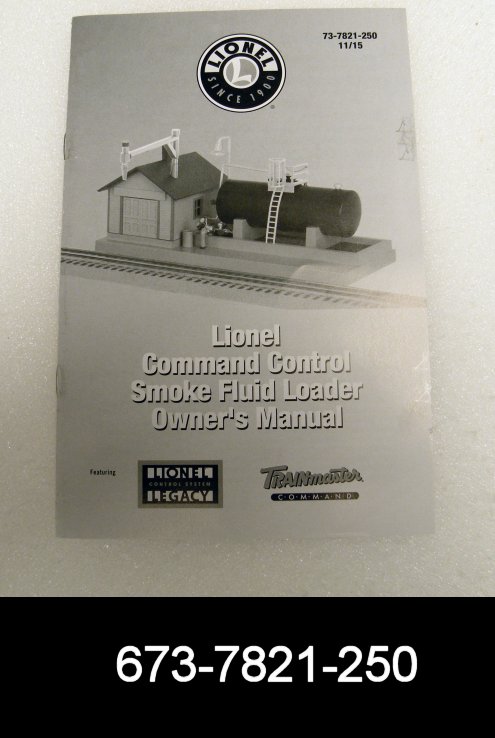 73-7821-250
11/15
LIONEL
L
SINCE 1900
Lionel
Command Control
Smoke Fluid Loader
Owner's Manual
Featuring
LIONEL
CONTROL SYSTEM
LEGACY
TRAINmaster
COMMAND
673-7821-250